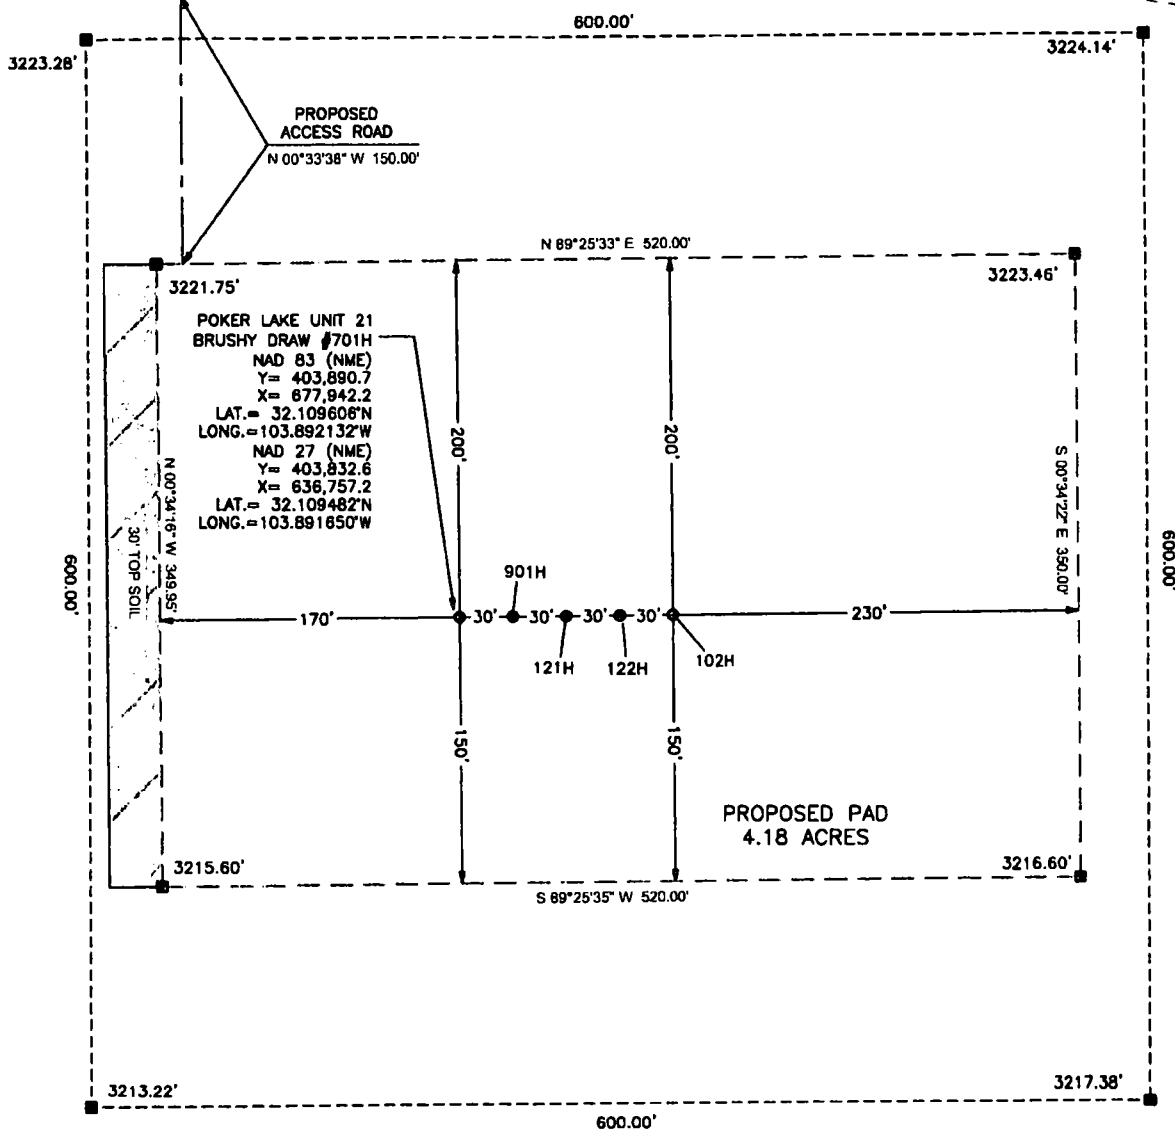 600.00'
3223.28'
3224.14'
PROPOSED
ACCESS ROAD
N 00°33'38" W 150.00'
N 89°25'33" E 520.00'
3221.75'
3223.46'
POKER LAKE UNIT 21
BRUSHY DRAW #701H
NAD 83 (NME)
Y= 403,890.7
X= 677,942.2
LAT.= 32.109606°N
LONG.=103.892132°W
NAD 27 (NME)
Y= 403,832.6
X= 636,757.2
LAT.= 32.109482°N
LONG.=103.891650°W
200'
200'
N 00°34'16" W 349.95'
30' TOP SOIL
S 00°34'22" E 350.00'
600.00'
600.00'
901H
170'
30'
30'
30'
30'
230'
121H
122H
102H
150'
150'
PROPOSED PAD
4.18 ACRES
3215.60'
3216.60'
S 89°25'35" W 520.00'
3213.22'
3217.38'
600.00'